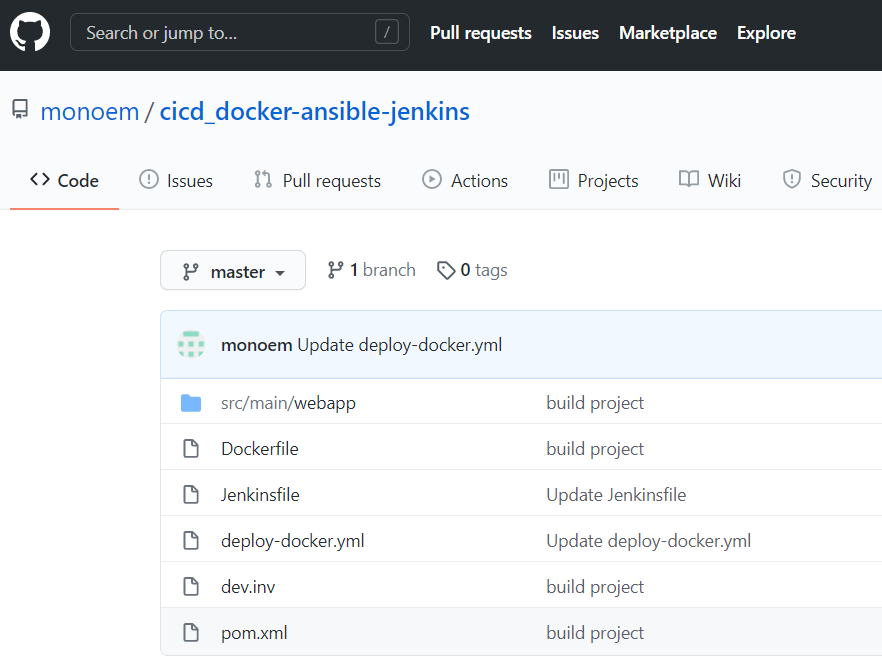 Search or jump to... / Pull requests Issues Marketplace Explore
monoem / cicd_docker-ansible-jenkins
Code Issues Pull requests Actions Projects Wiki Security
master 1 branch 0 tags
monoem Update deploy-docker.yml
src/main/webapp build project
Dockerfile build project
Jenkinsfile Update Jenkinsfile
deploy-docker.yml Update deploy-docker.yml
dev.inv build project
pom.xml build project